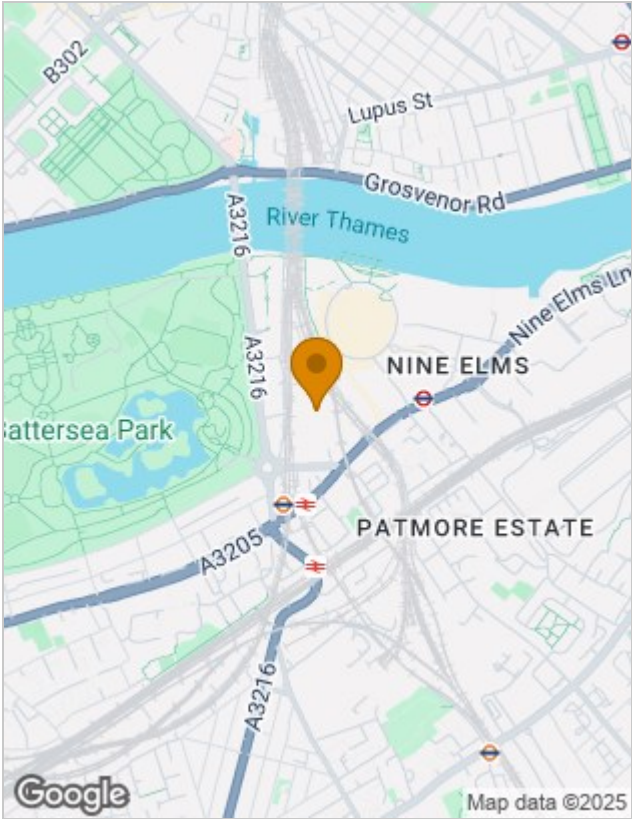 B302
Lupus St
Grosvenor Rd
A3216
River Thames
Nine Elms Ln
A3216
NINE ELMS
Battersea Park
PATMORE ESTATE
A3205
A3216
Google
Map data ©2025